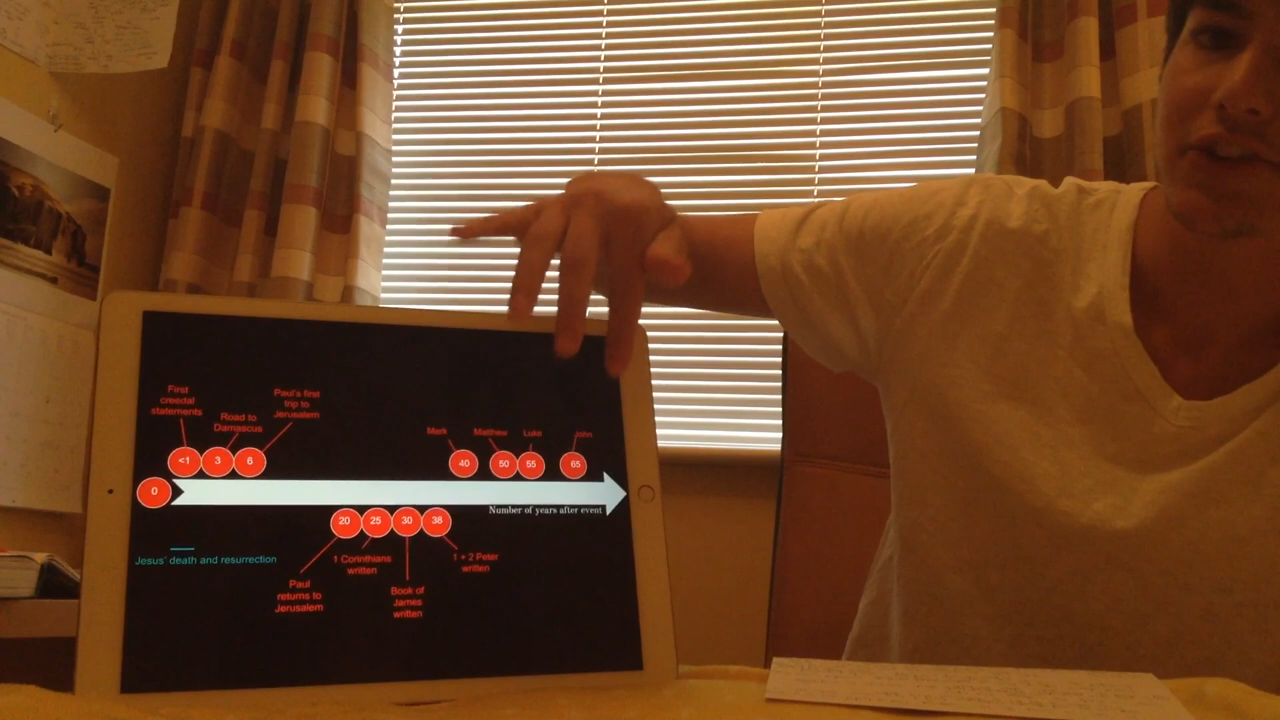 First
creedal
statements
Road to
Damascus
Paul's first
trip to
Jerusalem
Mark
Matthew
Luke
John
<1
3
6
40
50
55
65
0
Number of years after event
20
25
30
38
Jesus' death and resurrection
Paul
returns to
Jerusalem
1 Corinthians
written
Book of
James
written
1 + 2 Peter
written